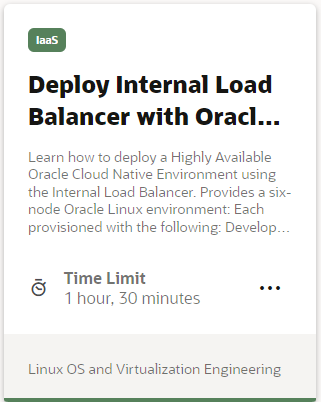 IaaS
Deploy Internal Load
Balancer with Oracl...
Learn how to deploy a Highly Available
Oracle Cloud Native Environment using
the Internal Load Balancer. Provides a six-
node Oracle Linux environment: Each
provisioned with the following: Develop...
Time Limit
1 hour, 30 minutes
Linux OS and Virtualization Engineering